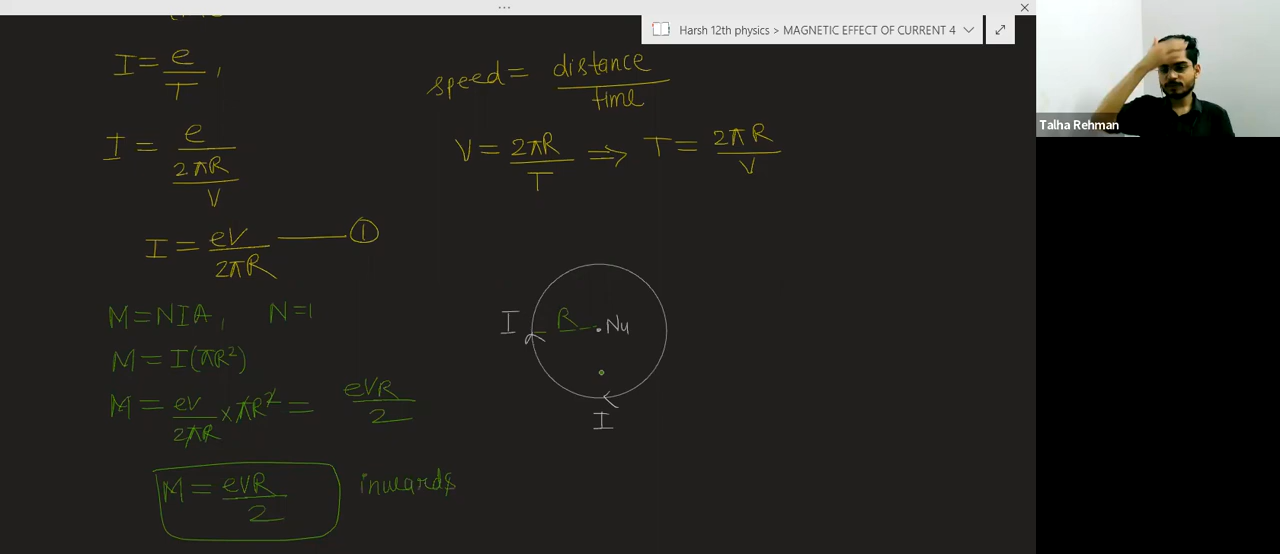 Harsh 12th physics > MAGNETIC EFFECT OF CURRENT 4
Talha Rehman
I = e/T ,
speed = distance/time
I = e/(2πR/V)
V = 2πR/T ⇒ T = 2πR/V
I = eV/2πR ——— ①
M = NIA, N=1
M = I(πR²)
M = eV/2πR × πR² = eVR/2
M = eVR/2 inwards
I R Nu
I